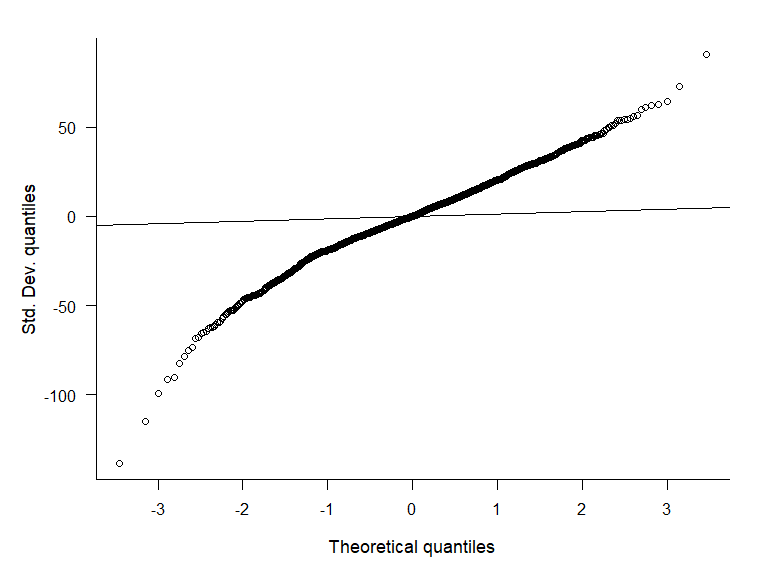 50
0
-50
-100
Std. Dev. quantiles
-3 -2 -1 0 1 2 3
Theoretical quantiles